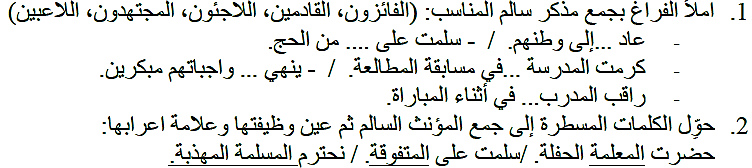 1. املأ الفراغ بجمع مذكر سالم المناسب: (الفائزون، القادمين، اللاجئون، المجتهدون، اللاعبين)
- عاد ...إلى وطنهم. / - سلمت على .... من الحج.
- كرمت المدرسة ...في مسابقة المطالعة. / - ينهي ... واجباتهم مبكرين.
- راقب المدرب... في أثناء المباراة.
2. حوّل الكلمات المسطرة إلى جمع المؤنث السالم ثم عين وظيفتها وعلامة اعرابها:
حضرت المعلمة الحفلة. /سلمت على المتفوقة. / نحترم المسلمة المهذبة.